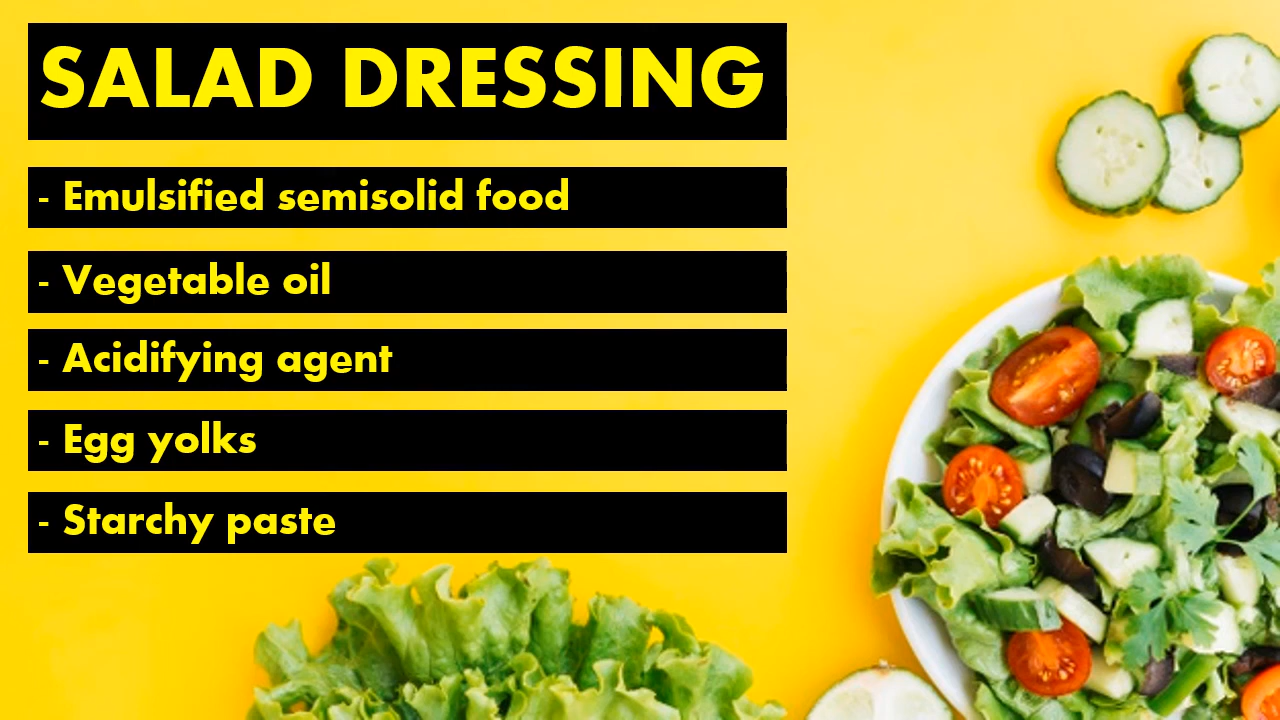 SALAD DRESSING
- Emulsified semisolid food
- Vegetable oil
- Acidifying agent
- Egg yolks
- Starchy paste